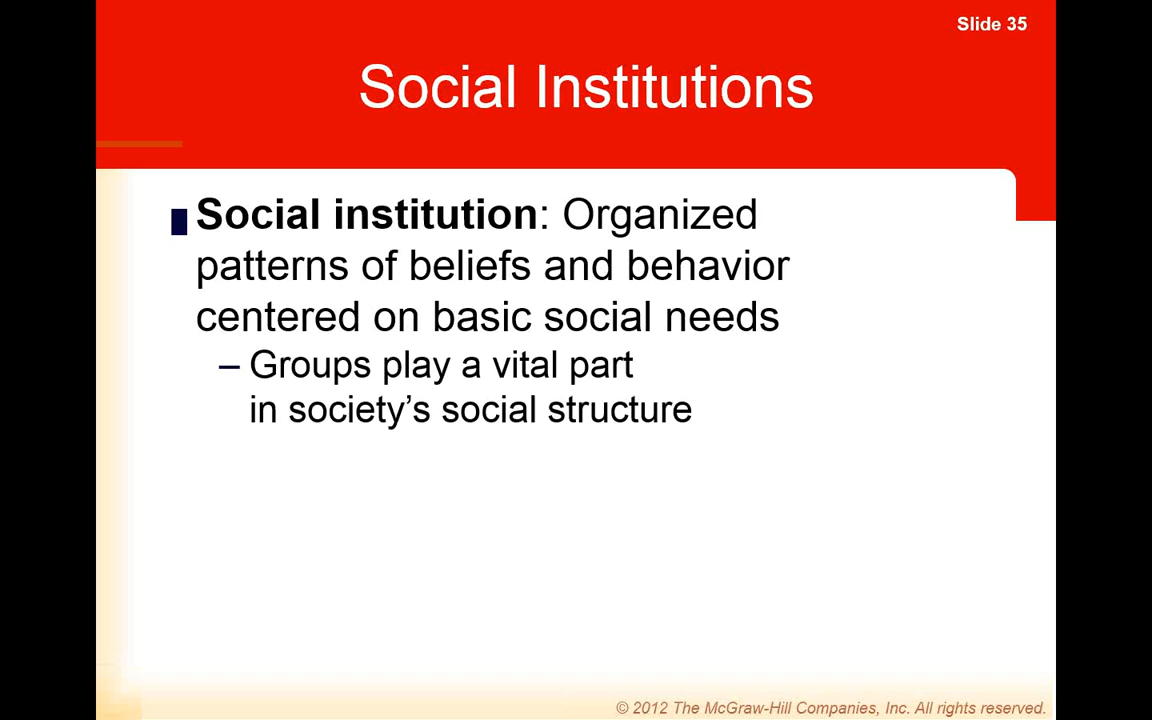 Slide 35
Social Institutions
Social institution: Organized
patterns of beliefs and behavior
centered on basic social needs
– Groups play a vital part
in society’s social structure
© 2012 The McGraw-Hill Companies, Inc. All rights reserved.